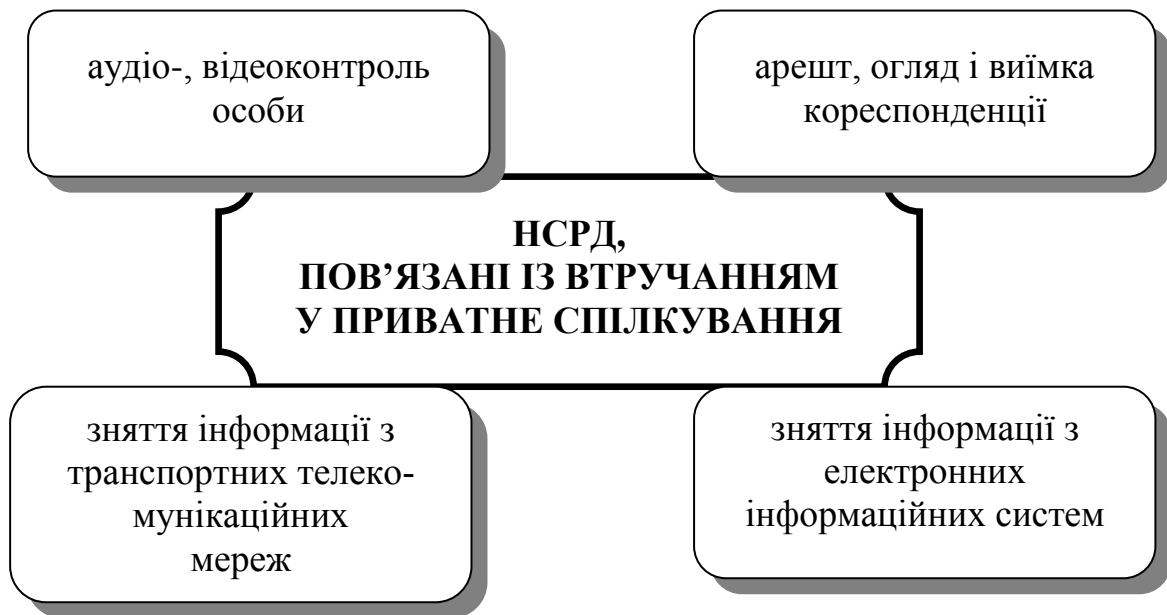 аудіо-, відеоконтроль
особи
арешт, огляд і виїмка
кореспонденції
НСРД,
ПОВ’ЯЗАНІ ІЗ ВТРУЧАННЯМ
У ПРИВАТНЕ СПІЛКУВАННЯ
зняття інформації з
транспортних телеко-
мунікаційних
мереж
зняття інформації з
електронних
інформаційних систем